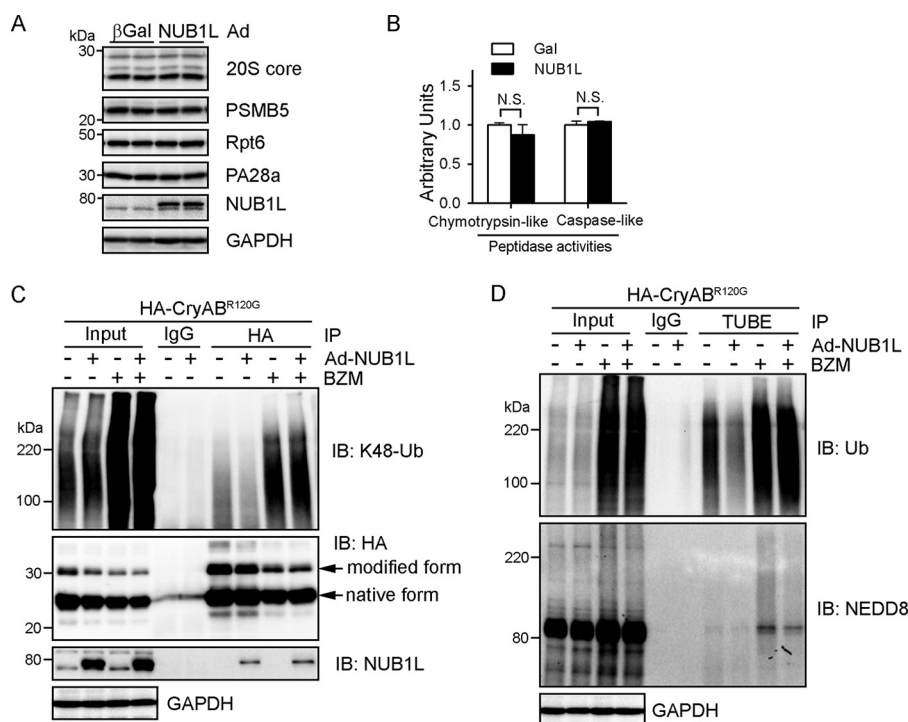 A
βGal NUB1L Ad
kDa
30
20S core
20
PSMB5
50
Rpt6
30
PA28a
80
NUB1L
GAPDH
B
Gal
NUB1L
N.S. N.S.
Arbitrary Units
1.5
1.0
0.5
0.0
Chymotrypsin-like Caspase-like
Peptidase activities
C
HA-CryABR120G
Input IgG HA IP
- + - + - + - + - + Ad-NUB1L
- - + + - - - - + + BZM
kDa
220
100
IB: K48-Ub
IB: HA
30
modified form
native form
20
80
IB: NUB1L
GAPDH
D
HA-CryABR120G
Input IgG TUBE IP
- + - + - + - + - + Ad-NUB1L
- - + + - - - - + + BZM
kDa
220
100
IB: Ub
220
80
IB: NEDD8
GAPDH